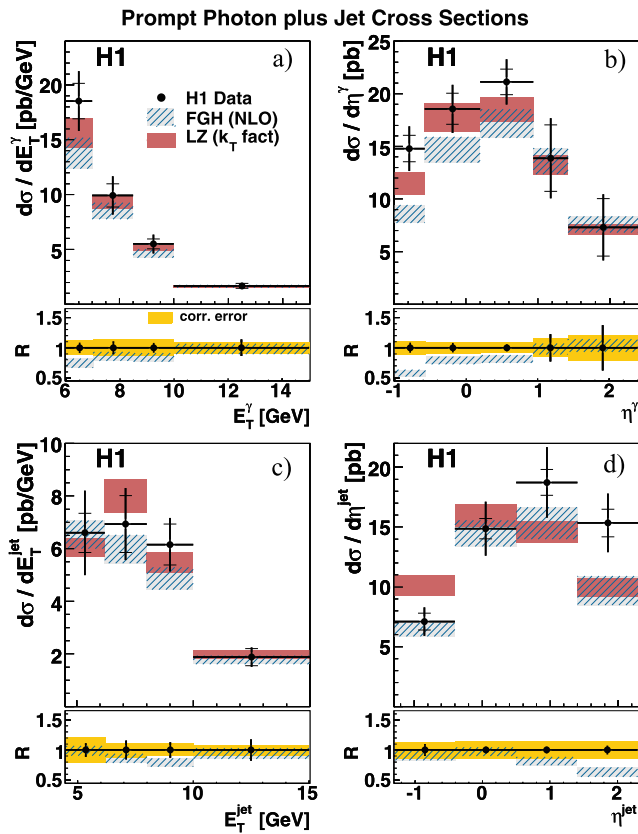 Prompt Photon plus Jet Cross Sections
H1
a)
H1 Data
FGH (NLO)
LZ (k_T fact)
dσ / dE_T^γ [pb/GeV]
20
15
10
5
corr. error
R
1.5
1
0.5
6
8
10
12
14
E_T^γ [GeV]
H1
b)
dσ / dη^γ [pb]
25
20
15
10
5
R
1.5
1
0.5
-1
0
1
2
η^γ
H1
c)
dσ / dE_T^jet [pb/GeV]
10
8
6
4
2
R
1.5
1
0.5
5
10
15
E_T^jet [GeV]
H1
d)
dσ / dη^jet [pb]
20
15
10
5
R
1.5
1
0.5
-1
0
1
2
η^jet